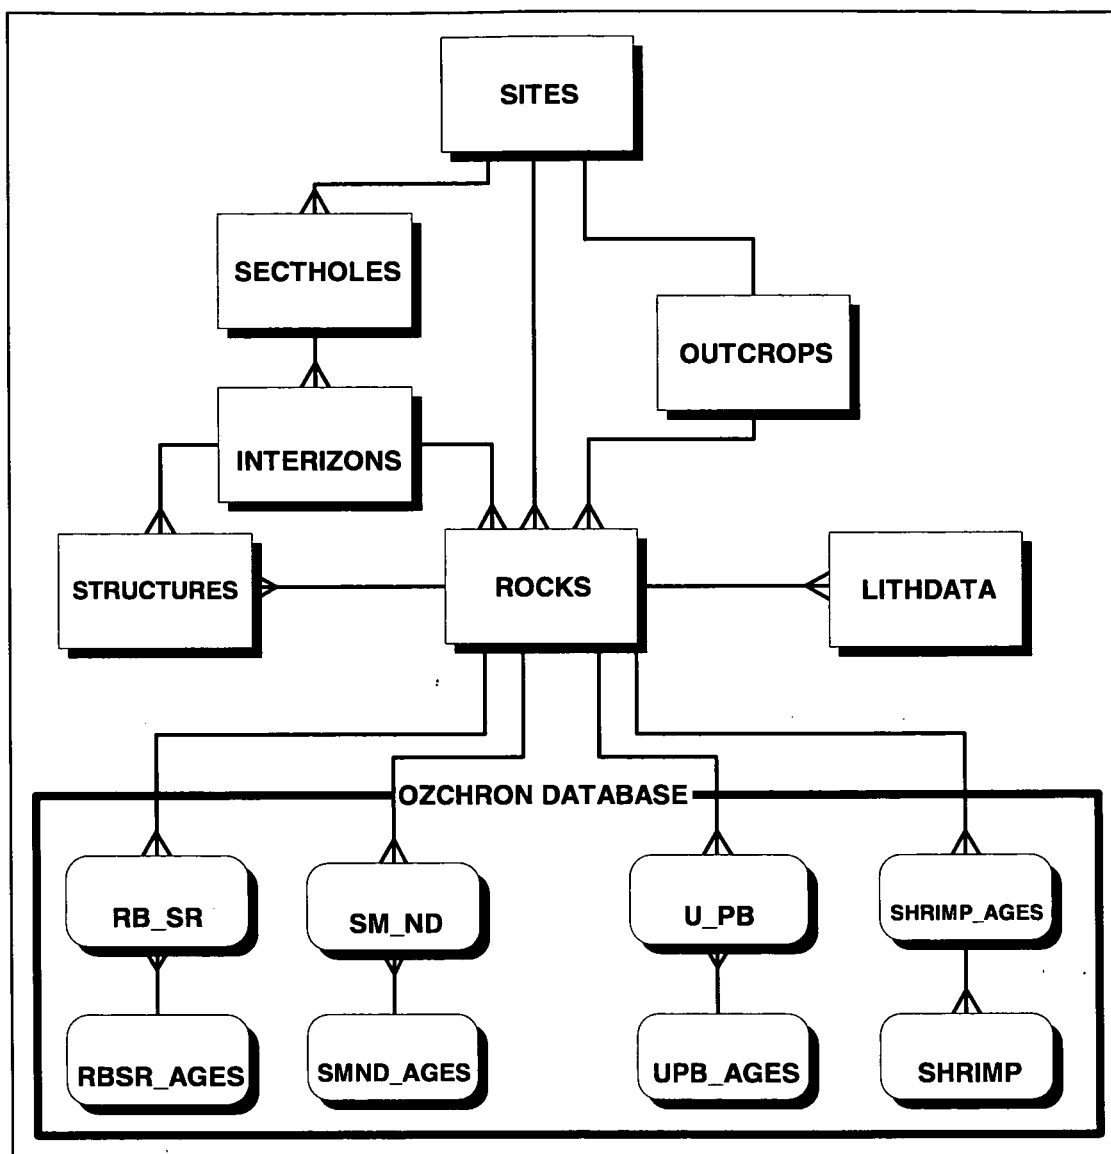 SITES
SECTHOLES
OUTCROPS
INTERIZONS
STRUCTURES
ROCKS
LITHDATA
OZCHRON DATABASE
RB_SR
SM_ND
U_PB
SHRIMP_AGES
RBSR_AGES
SMND_AGES
UPB_AGES
SHRIMP